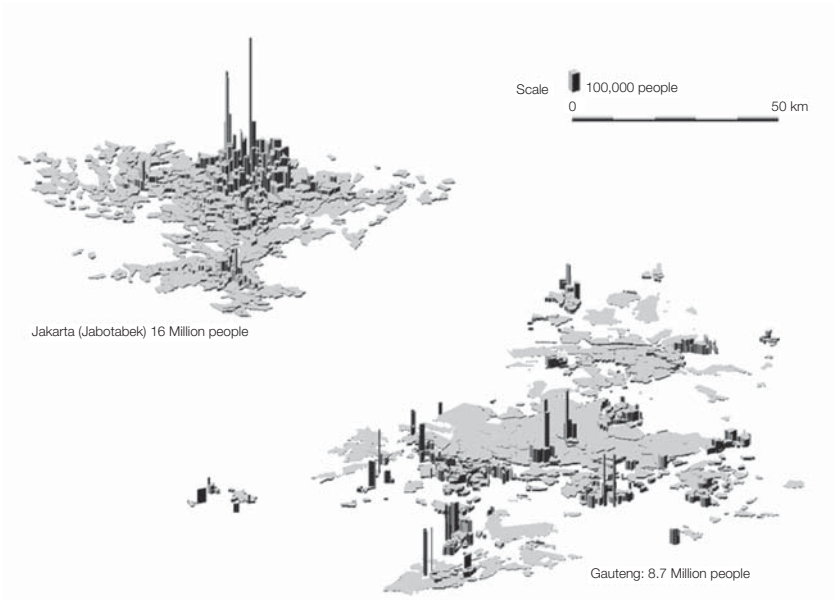 Scale 100,000 people
0 50 km
Jakarta (Jabotabek) 16 Million people
Gauteng: 8.7 Million people